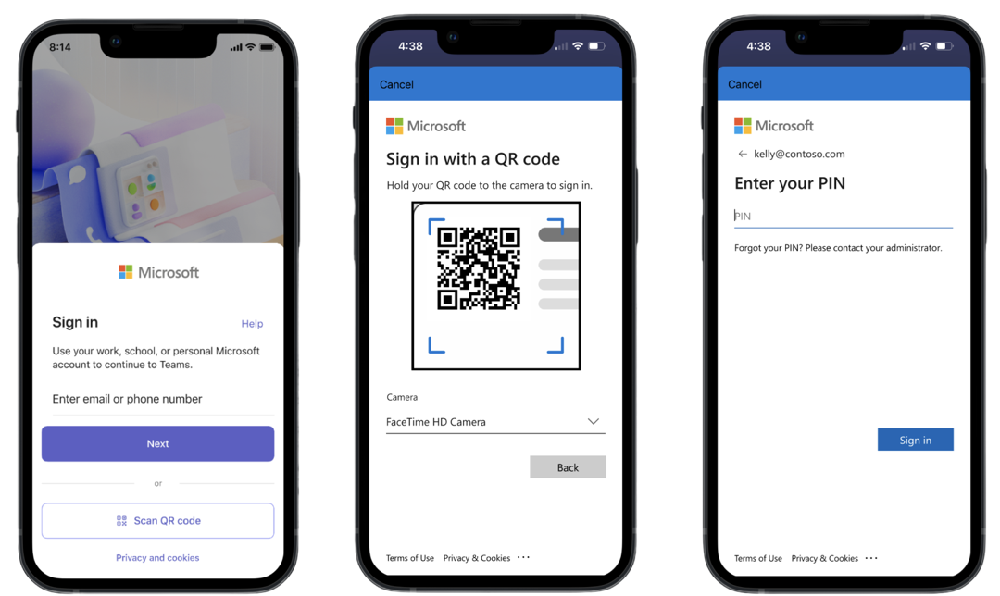 8:14
Microsoft
Sign in
Help
Use your work, school, or personal Microsoft
account to continue to Teams.
Enter email or phone number
Next
or
Scan QR code
Privacy and cookies
4:38
Cancel
Microsoft
Sign in with a QR code
Hold your QR code to the camera to sign in.
Camera
FaceTime HD Camera
Back
Terms of Use Privacy & Cookies ···
4:38
Cancel
Microsoft
← kelly@contoso.com
Enter your PIN
PIN
Forgot your PIN? Please contact your administrator.
Sign in
Terms of Use Privacy & Cookies ···